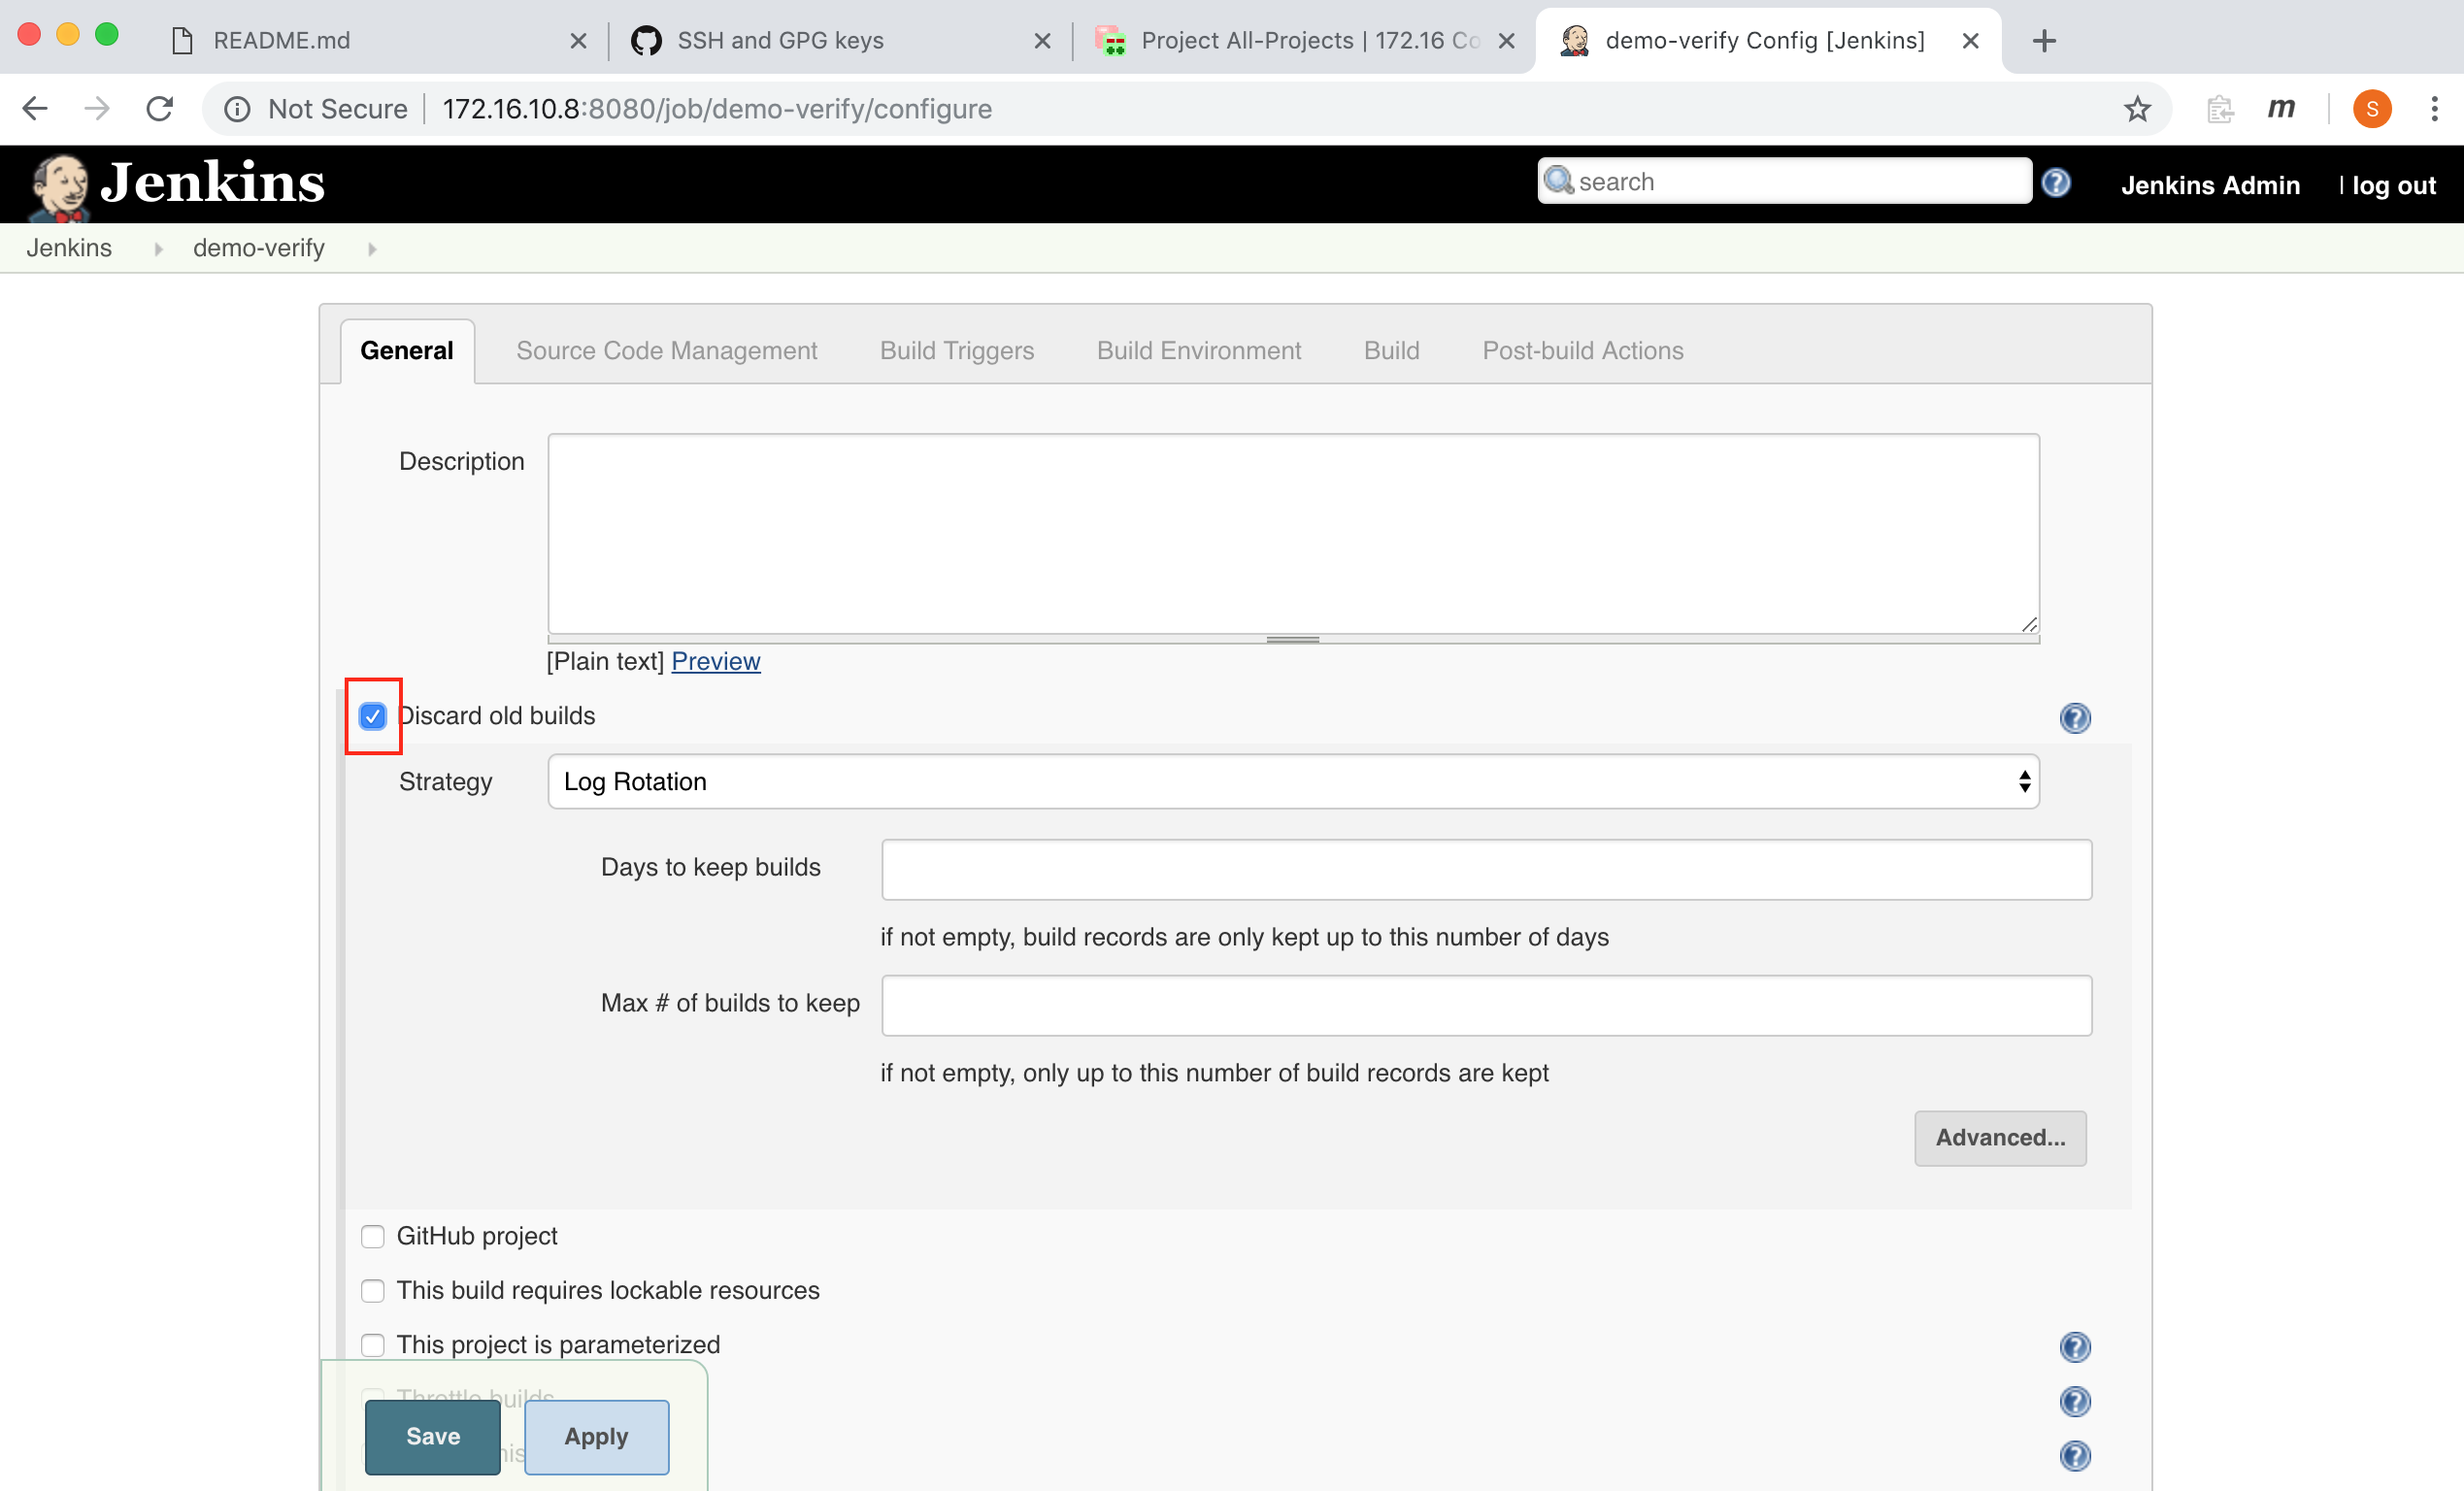 README.md
SSH and GPG keys
Project All-Projects | 172.16 Co
demo-verify Config [Jenkins]
Not Secure 172.16.10.8:8080/job/demo-verify/configure
m
S
Jenkins
search
Jenkins Admin
| log out
Jenkins demo-verify
General
Source Code Management
Build Triggers
Build Environment
Build
Post-build Actions
Description
[Plain text] Preview
Discard old builds
Strategy
Log Rotation
Days to keep builds
if not empty, build records are only kept up to this number of days
Max # of builds to keep
if not empty, only up to this number of build records are kept
Advanced...
GitHub project
This build requires lockable resources
This project is parameterized
Throttle builds
Save
Apply